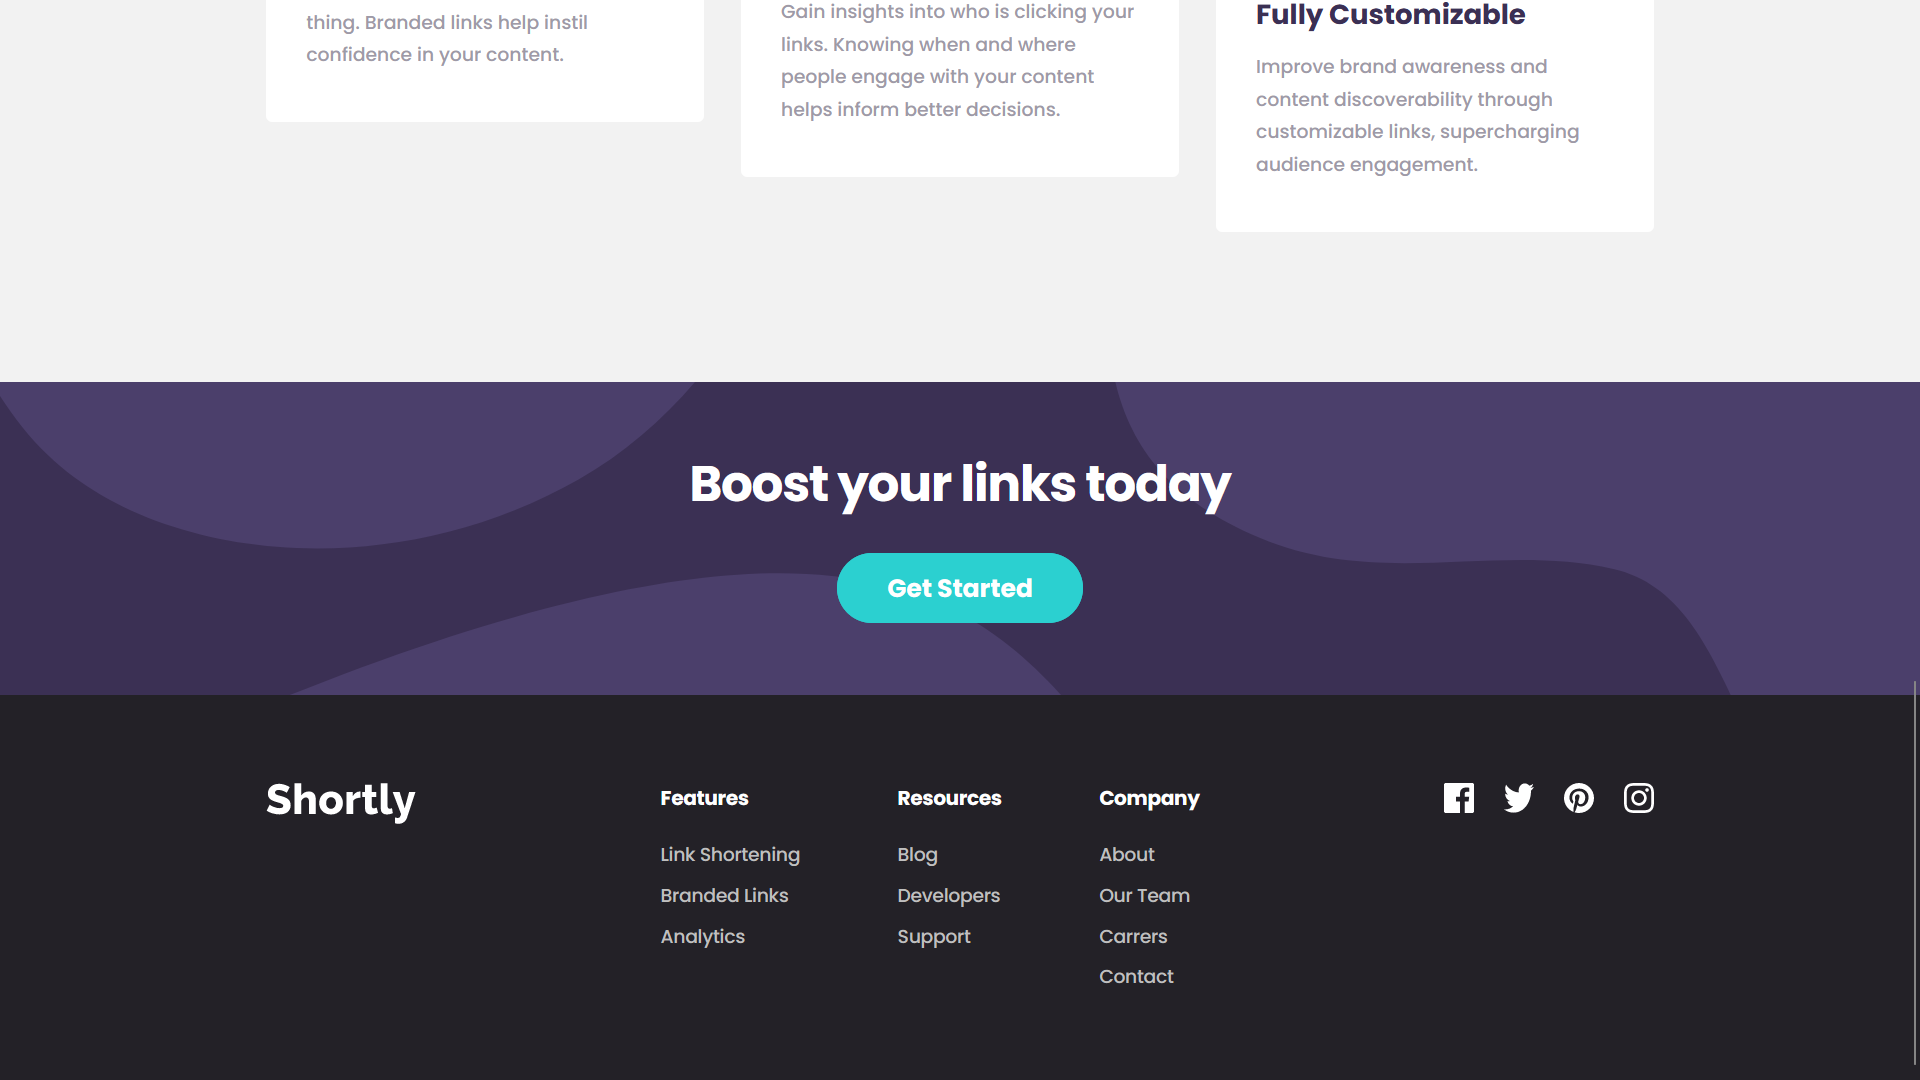 thing. Branded links help instil
confidence in your content.
Gain insights into who is clicking your
links. Knowing when and where
people engage with your content
helps inform better decisions.
Fully Customizable
Improve brand awareness and
content discoverability through
customizable links, supercharging
audience engagement.
Boost your links today
Get Started
Shortly
Features
Link Shortening
Branded Links
Analytics
Resources
Blog
Developers
Support
Company
About
Our Team
Carrers
Contact